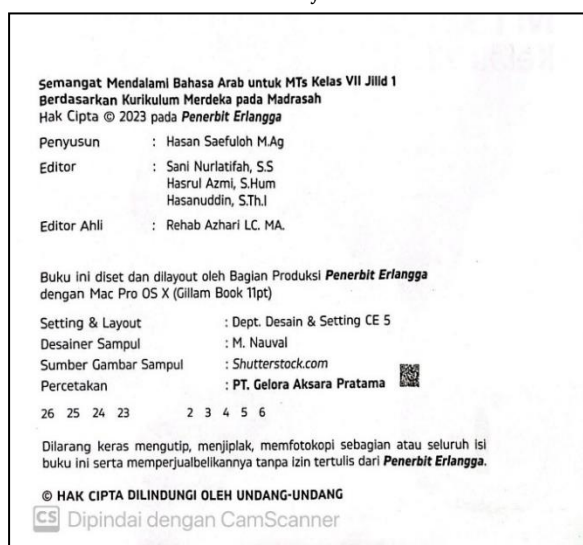 Semangat Mendalami Bahasa Arab untuk MTs Kelas VII Jilid 1
Berdasarkan Kurikulum Merdeka pada Madrasah
Hak Cipta © 2023 pada Penerbit Erlangga
Penyusun : Hasan Saefuloh M.Ag
Editor : Sani Nurlatifah, S.S
Hasrul Azmi, S.Hum
Hasanuddin, S.Th.I
Editor Ahli : Rehab Azhari LC. MA.
Buku ini diset dan dilayout oleh Bagian Produksi Penerbit Erlangga
dengan Mac Pro OS X (Gillam Book 11pt)
Setting & Layout : Dept. Desain & Setting CE 5
Desainer Sampul : M. Nauval
Sumber Gambar Sampul : Shutterstock.com
Percetakan : PT. Gelora Aksara Pratama
26 25 24 23 2 3 4 5 6
Dilarang keras mengutip, menjiplak, memfotokopi sebagian atau seluruh isi
buku ini serta memperjualbelikannya tanpa izin tertulis dari Penerbit Erlangga.
© HAK CIPTA DILINDUNGI OLEH UNDANG-UNDANG
CS Dipindai dengan CamScanner